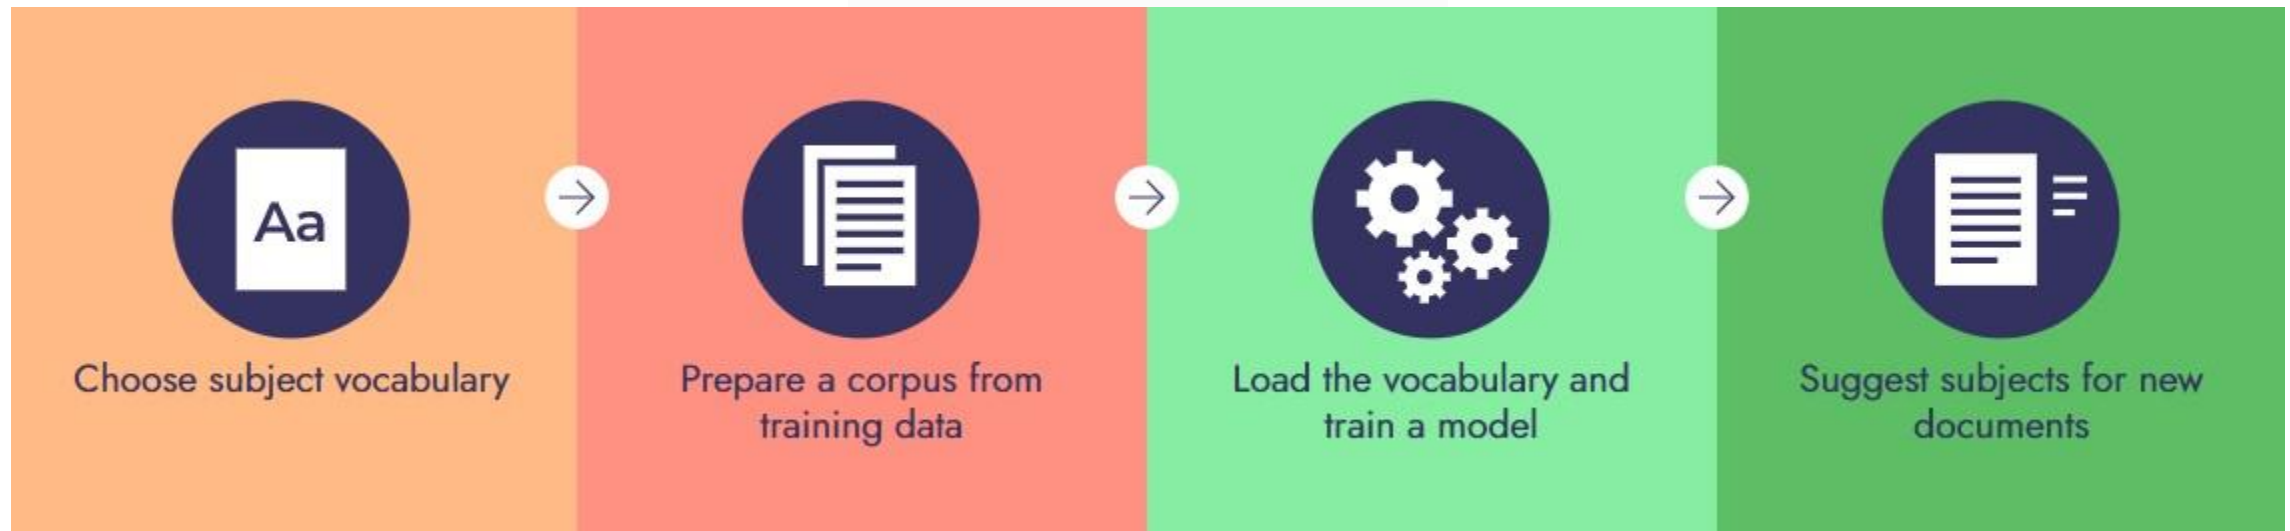 Aa
Choose subject vocabulary
Prepare a corpus from
training data
Load the vocabulary and
train a model
Suggest subjects for new
documents